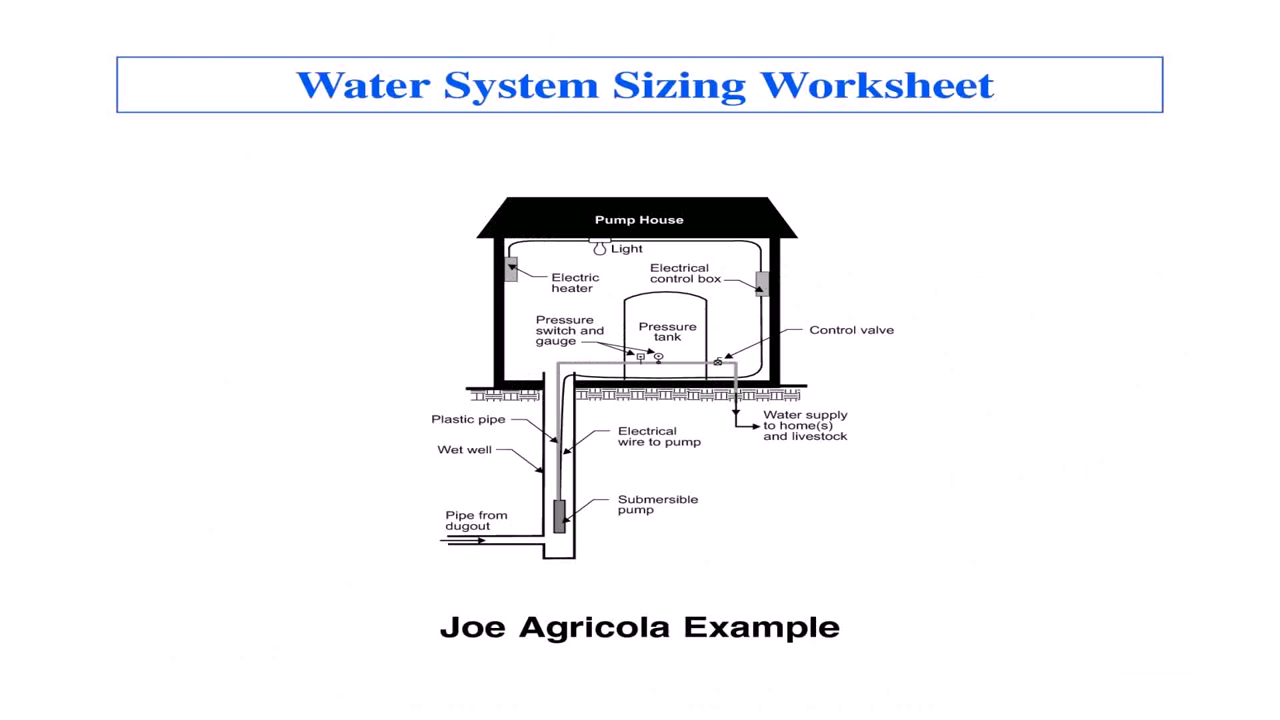 Water System Sizing Worksheet
Pump House
Light
Electric
heater
Electrical
control box
Pressure
switch and
gauge
Pressure
tank
Control valve
Plastic pipe
Wet well
Electrical
wire to pump
Water supply
to home(s)
and livestock
Submersible
pump
Pipe from
dugout
Joe Agricola Example